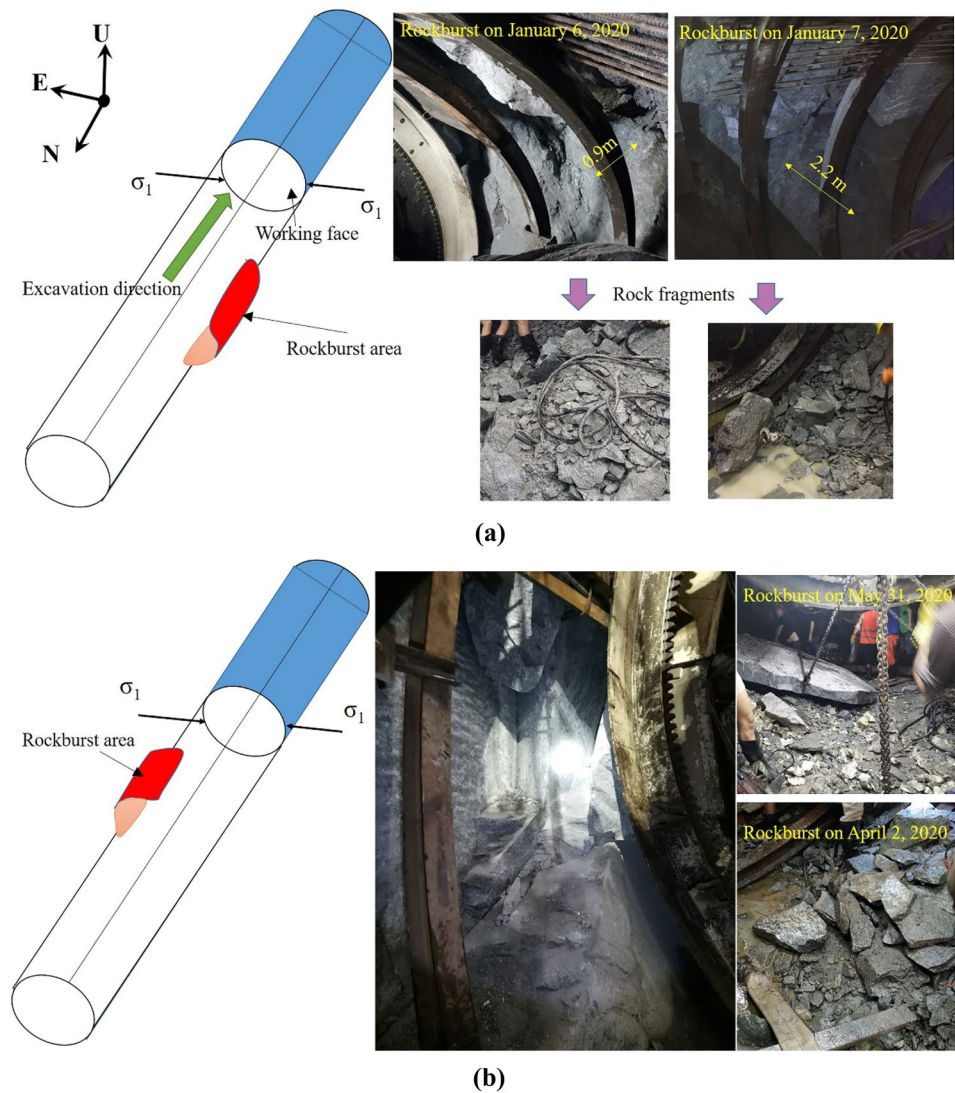 U
E
N
σ1
σ1
Working face
Excavation direction
Rockburst area
Rockburst on January 6, 2020
0.9m
Rockburst on January 7, 2020
2.2 m
Rock fragments
(a)
σ1
σ1
Rockburst area
Rockburst on May 31, 2020
Rockburst on April 2, 2020
(b)